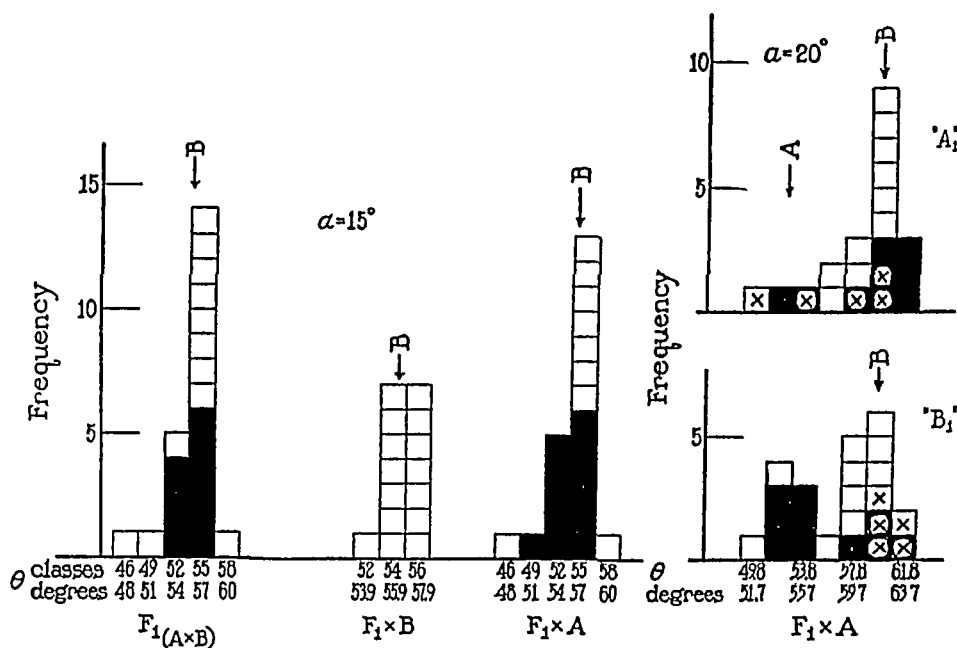 B
α=15°
15
10
5
Frequency
B
B
θ classes 46 49 52 55 58 52 54 56 46 49 52 55 58
degrees 48 51 54 57 60 53.9 55.9 57.9 48 51 54 57 60
F₁(A×B) F₁×B F₁×A
α=20°
B
10
A
"A₁"
5
Frequency
x x x x x
B
"B₁"
5
x
x x
x x
θ 49.8 53.8 57.8 61.8
degrees 51.7 55.7 59.7 63.7
F₁×A